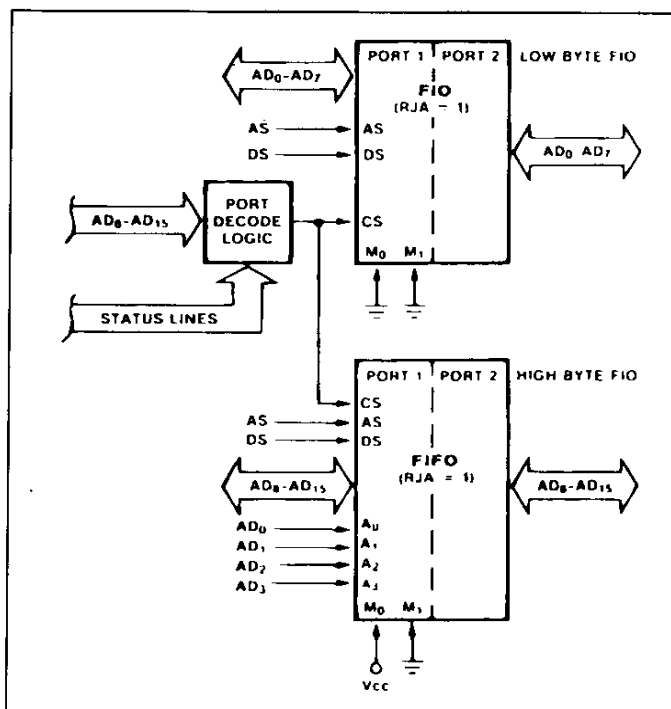 PORT 1 PORT 2 LOW BYTE FIO
AD0-AD7
FIO
(RJA = 1)
AS AS
DS DS
AD0 AD7
AD8-AD15
PORT
DECODE
LOGIC
CS
M0 M1
STATUS LINES
PORT 1 PORT 2 HIGH BYTE FIO
CS
AS AS
DS DS
FIFO
(RJA = 1)
AD8-AD15 AD8-AD15
AD0 A0
AD1 A1
AD2 A2
AD3 A3
M0 M1
Vcc